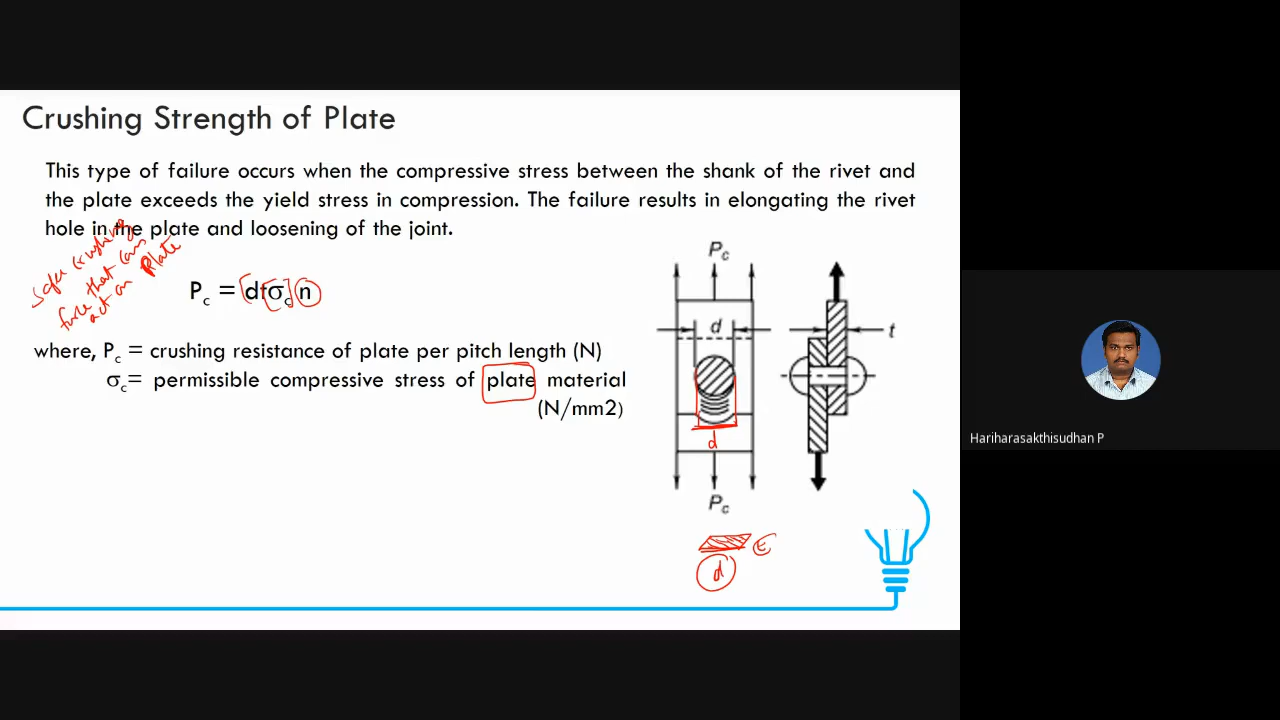 Crushing Strength of Plate
This type of failure occurs when the compressive stress between the shank of the rivet and
the plate exceeds the yield stress in compression. The failure results in elongating the rivet
hole in the plate and loosening of the joint.
Safer crushing
force that can
act on Plate
Pc = dtσc n
where, Pc = crushing resistance of plate per pitch length (N)
σc= permissible compressive stress of plate material
(N/mm2)
Pc
d
t
d
Pc
t
d
Hariharasakthisudhan P